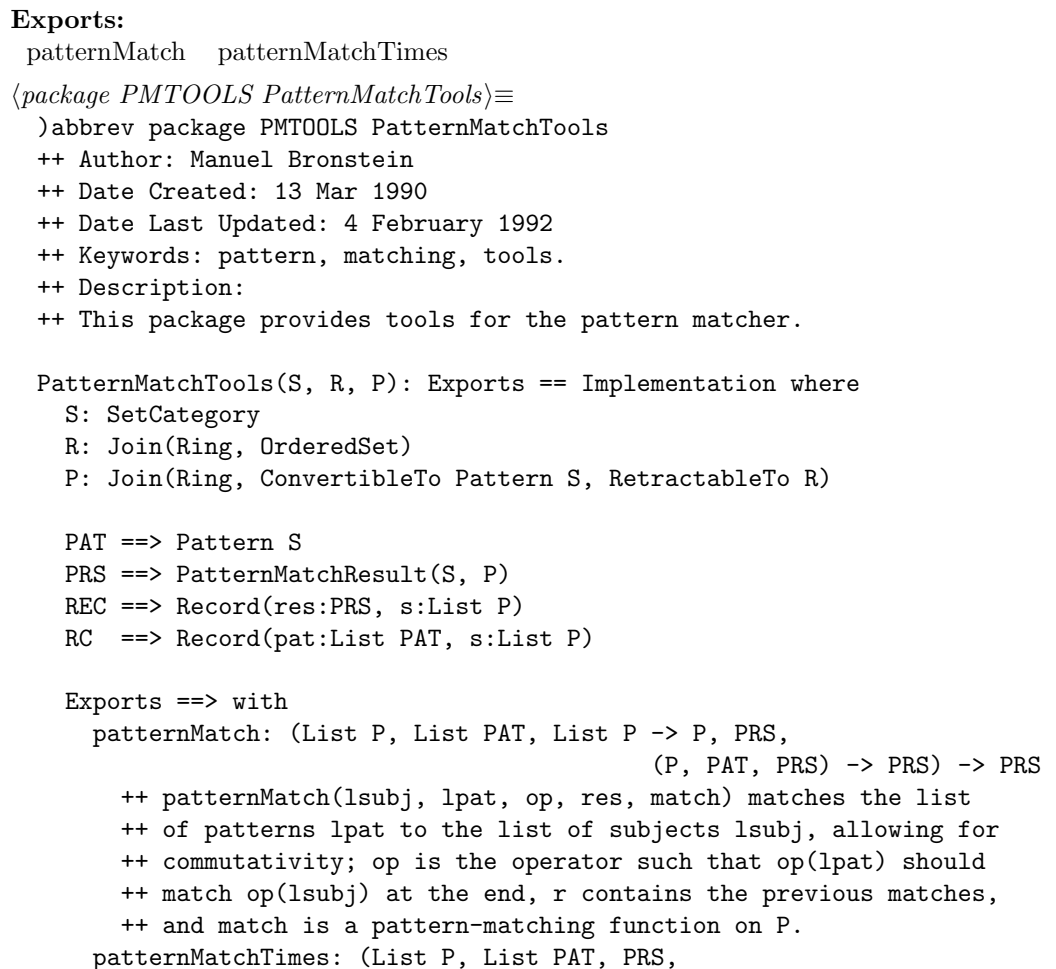 Exports:
patternMatch patternMatchTimes
⟨package PMTOOLS PatternMatchTools⟩≡
)abbrev package PMTOOLS PatternMatchTools
++ Author: Manuel Bronstein
++ Date Created: 13 Mar 1990
++ Date Last Updated: 4 February 1992
++ Keywords: pattern, matching, tools.
++ Description:
++ This package provides tools for the pattern matcher.
PatternMatchTools(S, R, P): Exports == Implementation where
S: SetCategory
R: Join(Ring, OrderedSet)
P: Join(Ring, ConvertibleTo Pattern S, RetractableTo R)
PAT ==> Pattern S
PRS ==> PatternMatchResult(S, P)
REC ==> Record(res:PRS, s:List P)
RC ==> Record(pat:List PAT, s:List P)
Exports ==> with
patternMatch: (List P, List PAT, List P -> P, PRS,
(P, PAT, PRS) -> PRS) -> PRS
++ patternMatch(lsubj, lpat, op, res, match) matches the list
++ of patterns lpat to the list of subjects lsubj, allowing for
++ commutativity; op is the operator such that op(lpat) should
++ match op(lsubj) at the end, r contains the previous matches,
++ and match is a pattern-matching function on P.
patternMatchTimes: (List P, List PAT, PRS,